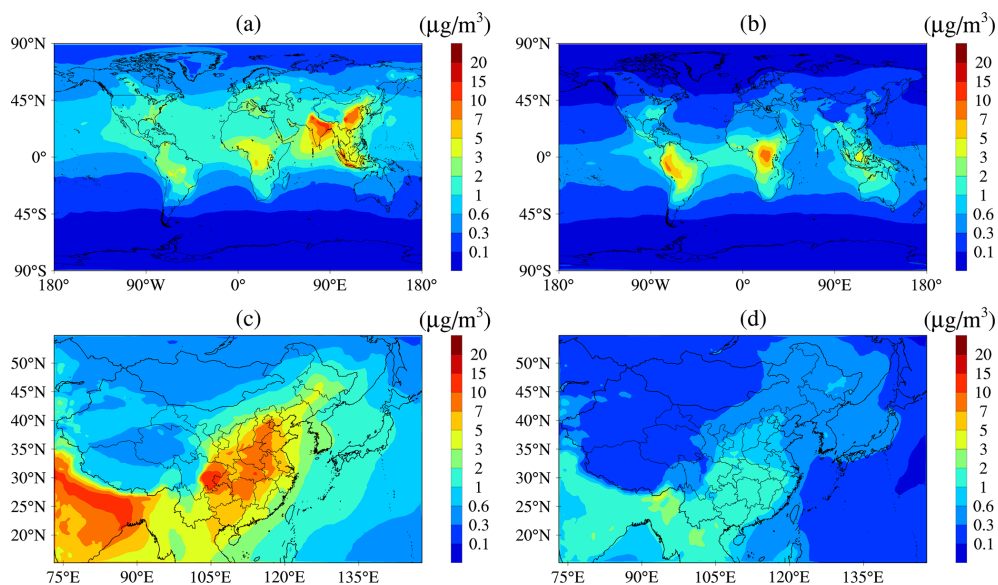 (a) (µg/m³) (b) (µg/m³)
90°N 20 90°N 20
15 15
45°N 10 45°N 10
7 7
5 5
0° 3 0° 3
2 2
1 1
45°S 0.6 45°S 0.6
0.3 0.3
0.1 0.1
90°S 90°S
180° 90°W 0° 90°E 180° 180° 90°W 0° 90°E 180°
(c) (µg/m³) (d) (µg/m³)
50°N 20 50°N 20
45°N 15 45°N 15
10 10
40°N 7 40°N 7
35°N 5 35°N 5
3 3
30°N 2 30°N 2
1 1
25°N 0.6 25°N 0.6
20°N 0.3 20°N 0.3
0.1 0.1
75°E 90°E 105°E 120°E 135°E 75°E 90°E 105°E 120°E 135°E